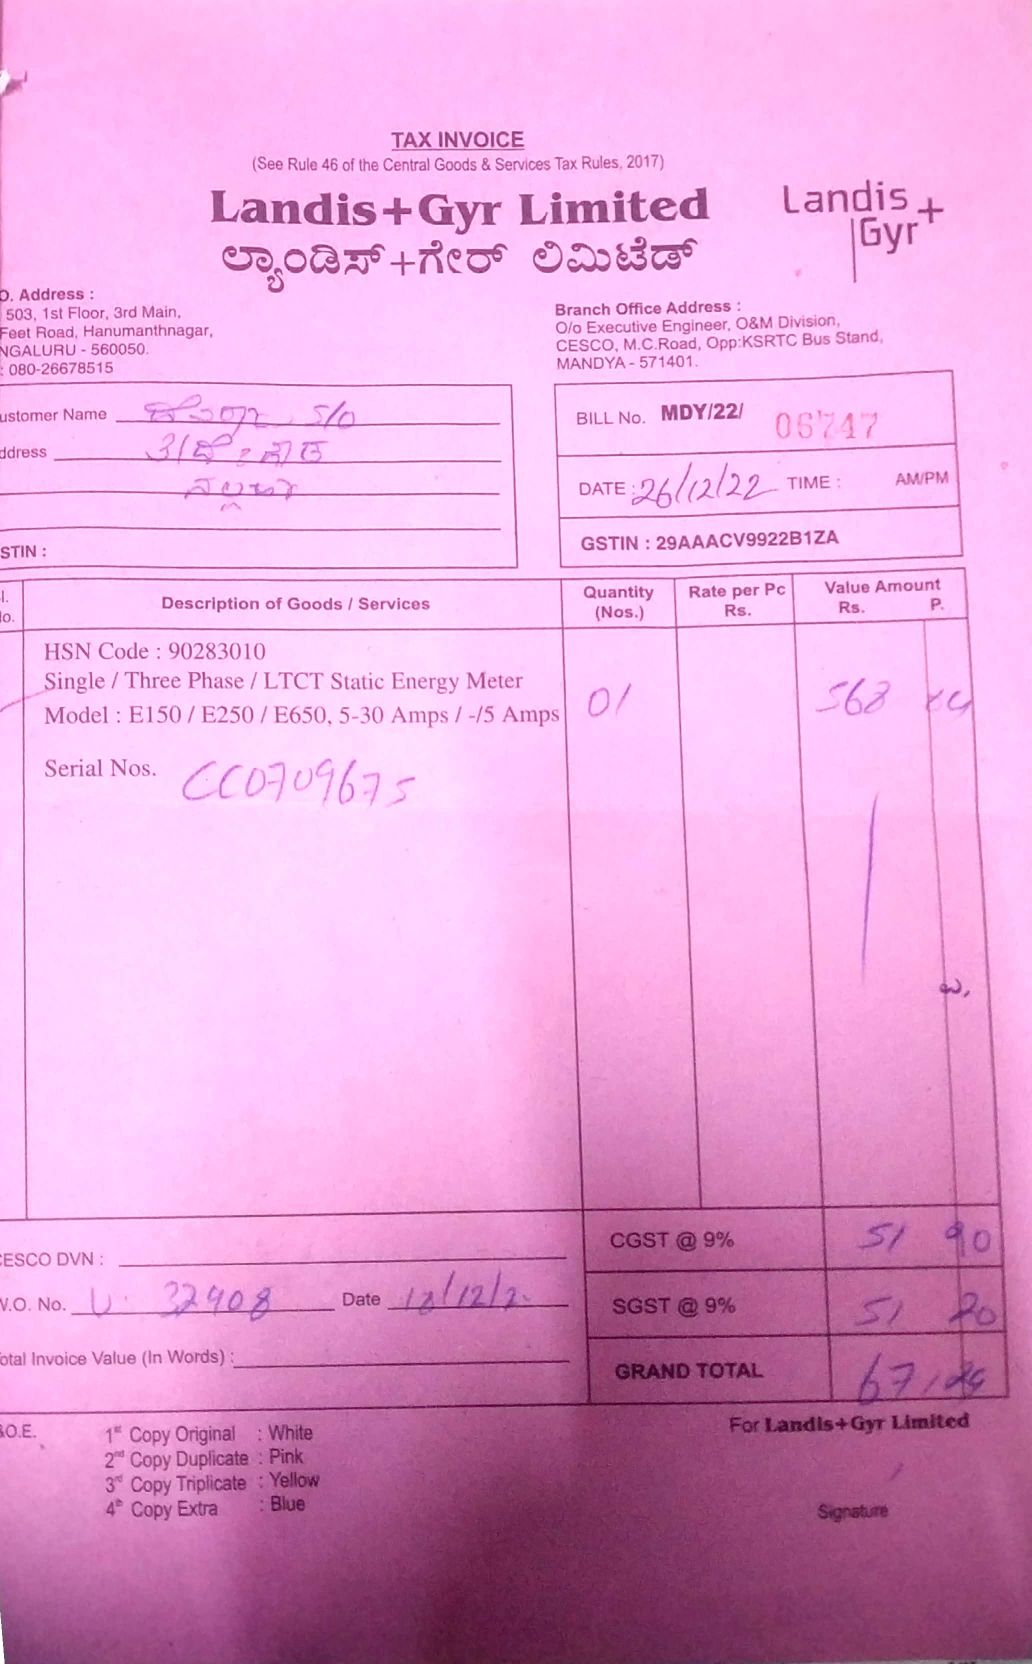 TAX INVOICE
(See Rule 46 of the Central Goods & Services Tax Rules, 2017)
Landis+Gyr Limited
ಲ್ಯಾಂಡಿಸ್+ಗೇರ್ ಲಿಮಿಟೆಡ್
Landis+
Gyr
O. Address :
503, 1st Floor, 3rd Main,
Feet Road, Hanumanthnagar,
NGALURU - 560050.
: 080-26678515
Branch Office Address :
O/o Executive Engineer, O&M Division,
CESCO, M.C.Road, Opp:KSRTC Bus Stand,
MANDYA - 571401.
ustomer Name S/O
ddress
STIN :
BILL No. MDY/22/ 06747
DATE : 26/12/22 TIME : AM/PM
GSTIN : 29AAACV9922B1ZA
l. No. Description of Goods / Services Quantity (Nos.) Rate per Pc Rs. Value Amount Rs. P.
HSN Code : 90283010
Single / Three Phase / LTCT Static Energy Meter
Model : E150 / E250 / E650, 5-30 Amps / -/5 Amps 01 568
Serial Nos. CC0709675
CGST @ 9% 51
ESCO DVN :
W.O. No. 32908 Date 18/12/2
SGST @ 9% 51 20
otal Invoice Value (In Words) :
GRAND TOTAL
&O.E.
1st Copy Original : White
2nd Copy Duplicate : Pink
3rd Copy Triplicate : Yellow
4th Copy Extra : Blue
For Landis+Gyr Limited
Signature